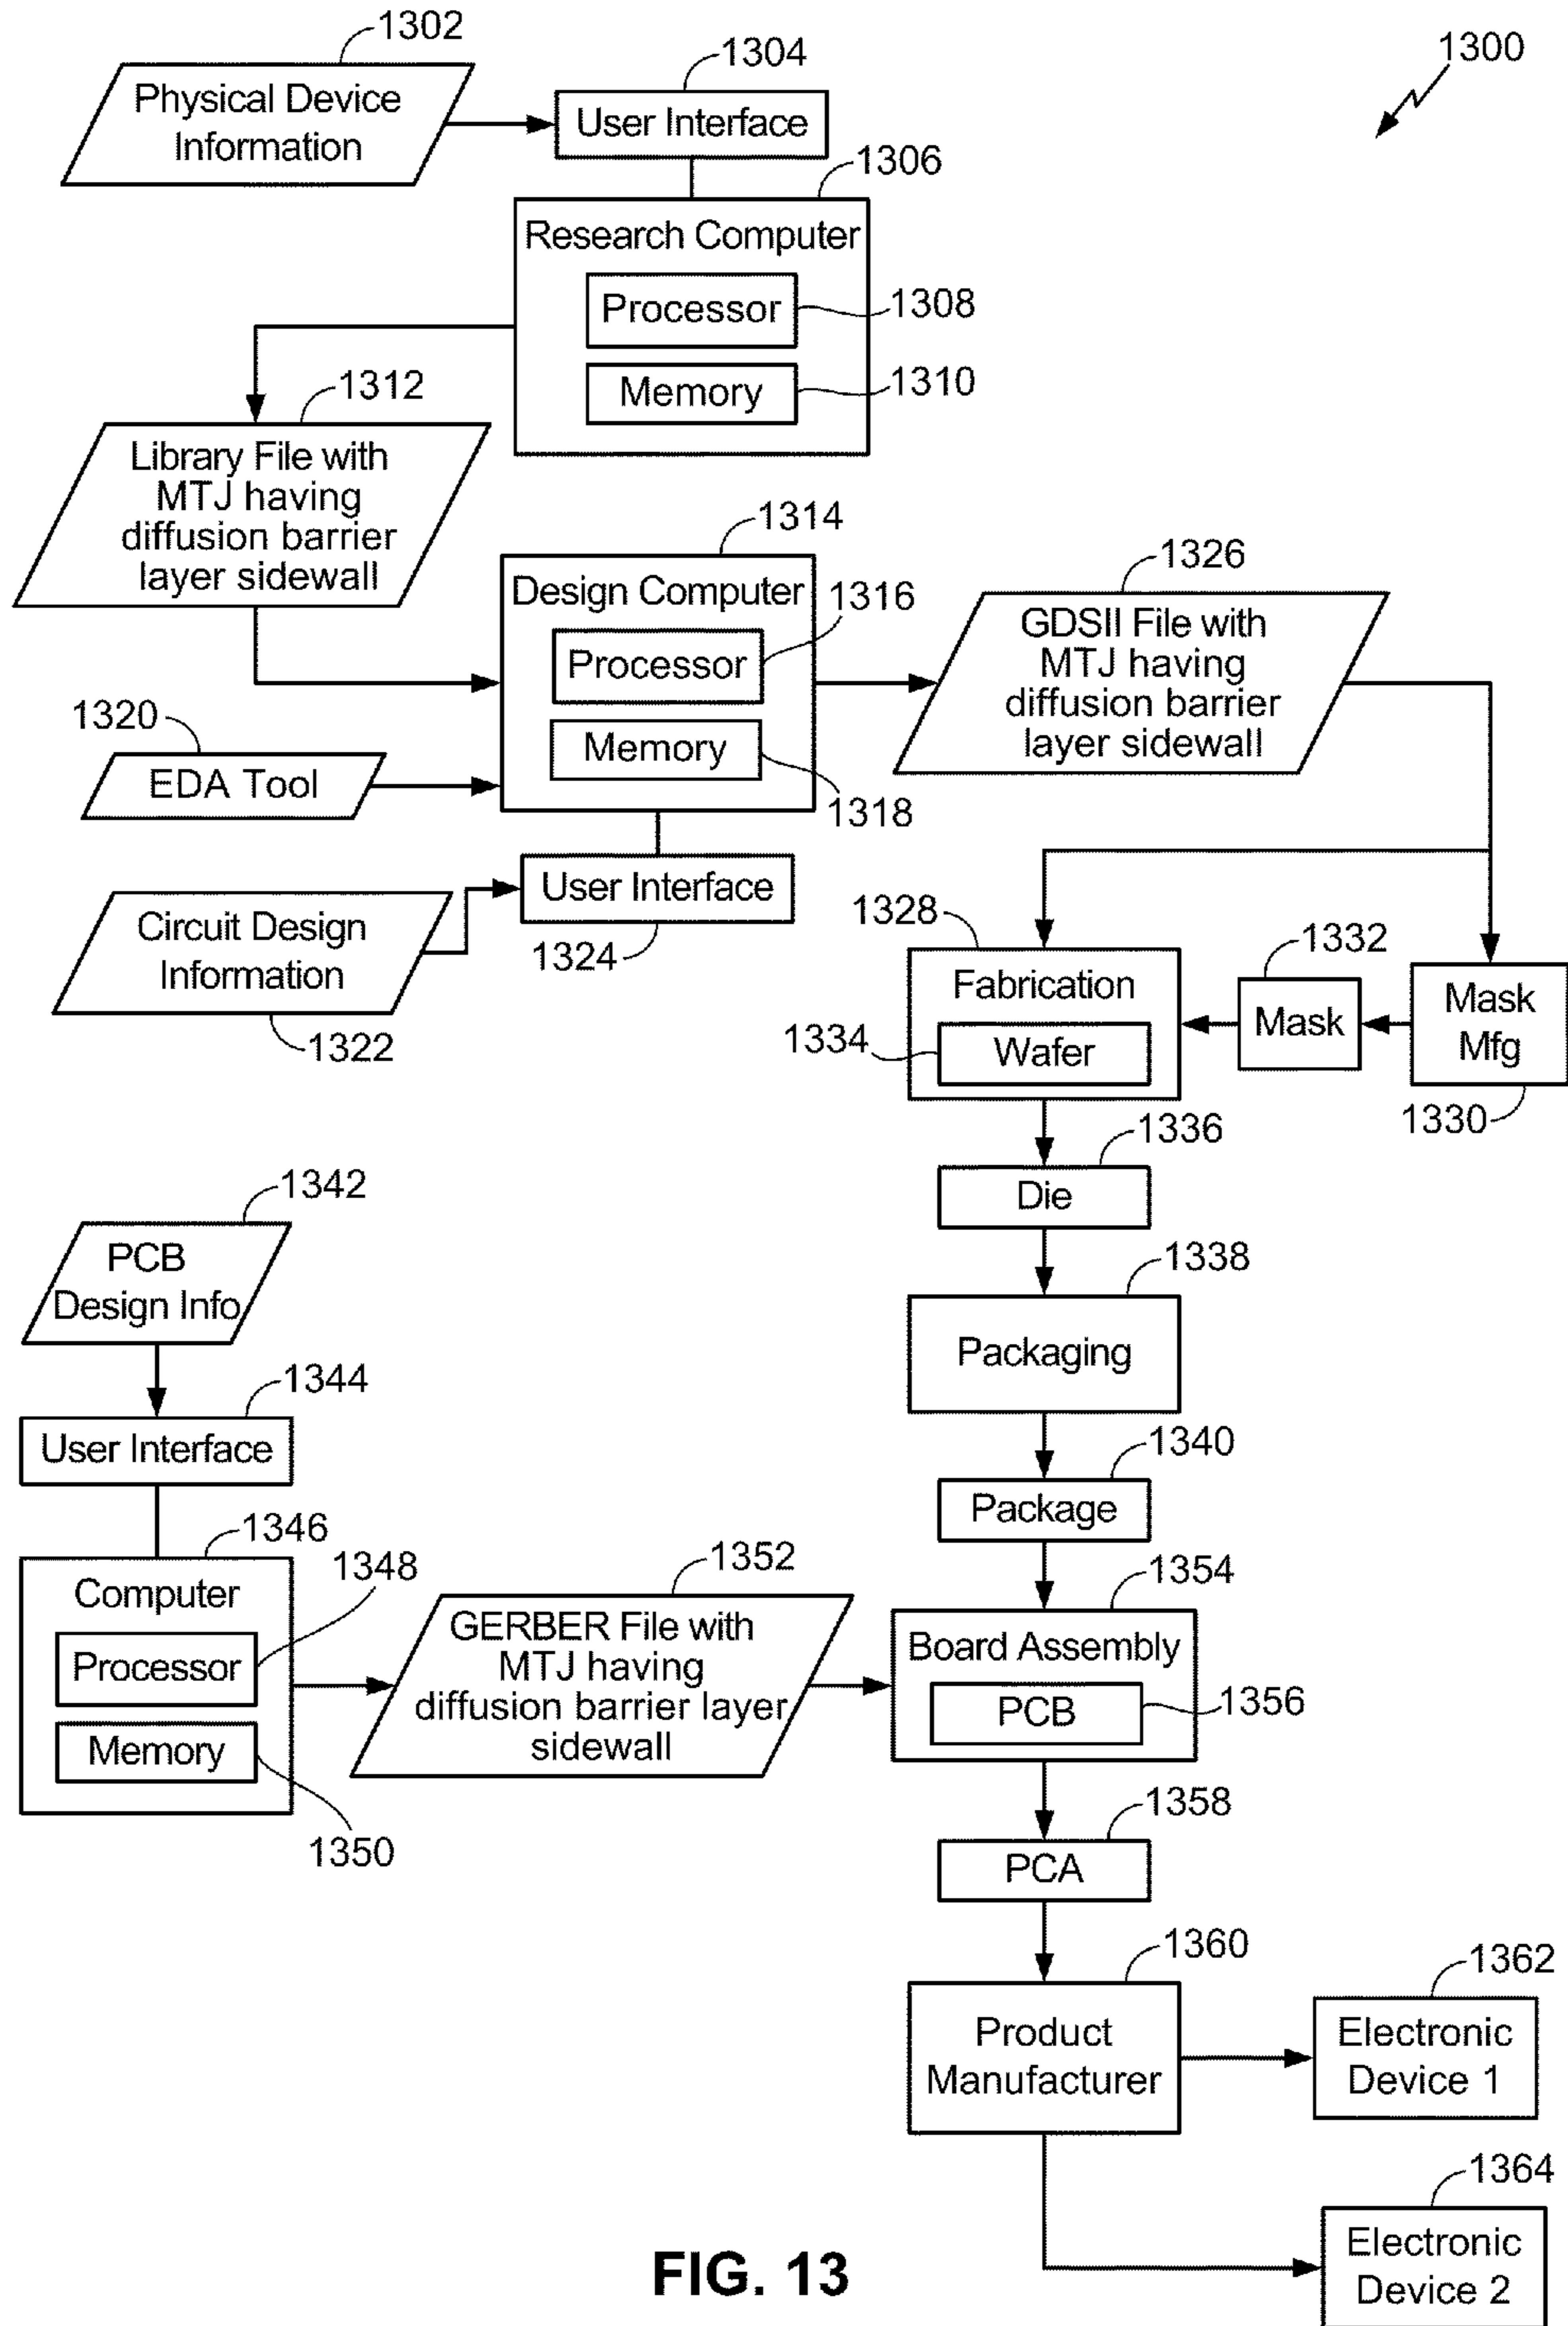 1302
Physical Device
Information
1304
User Interface
1300
1306
Research Computer
Processor
1308
Memory
1310
1312
Library File with
MTJ having
diffusion barrier
layer sidewall
1314
Design Computer
1316
Processor
Memory
1318
1320
EDA Tool
1326
GDSII File with
MTJ having
diffusion barrier
layer sidewall
User Interface
1324
Circuit Design
Information
1322
1328
Fabrication
1334
Wafer
1332
Mask
Mask
Mfg
1330
1336
Die
1338
Packaging
1340
Package
1342
PCB
Design Info
1344
User Interface
1346
Computer
1348
Processor
Memory
1350
1352
GERBER File with
MTJ having
diffusion barrier layer
sidewall
1354
Board Assembly
PCB
1356
1358
PCA
1360
Product
Manufacturer
1362
Electronic
Device 1
1364
Electronic
Device 2
FIG. 13